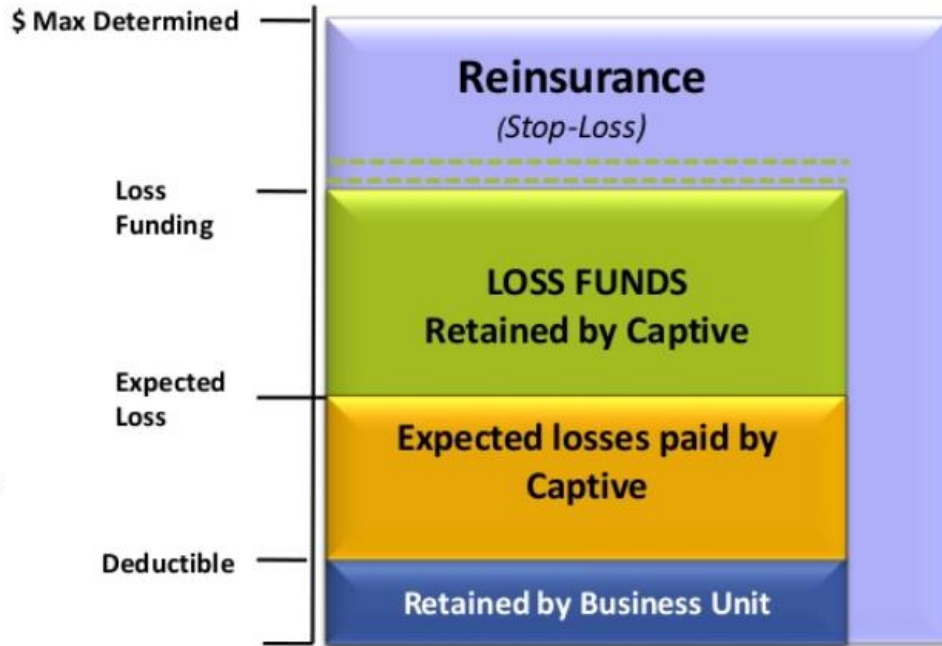 $ Max Determined
Reinsurance
(Stop-Loss)
Loss
Funding
LOSS FUNDS
Retained by Captive
Expected
Loss
Expected losses paid by
Captive
Deductible
Retained by Business Unit